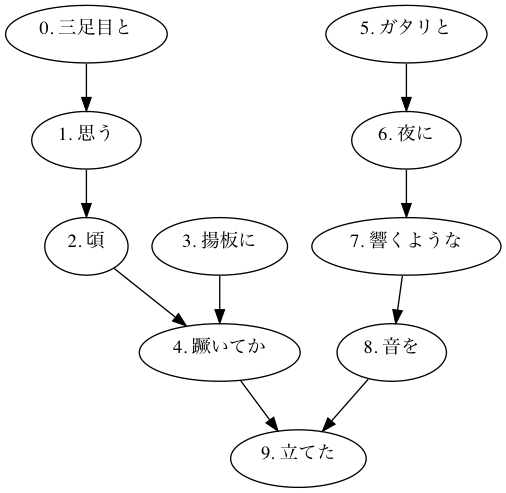 0. 三足目と
5. ガタリと
1. 思う
6. 夜に
2. 頃
3. 揚板に
7. 響くような
4. 蹶いてか
8. 音を
9. 立てた